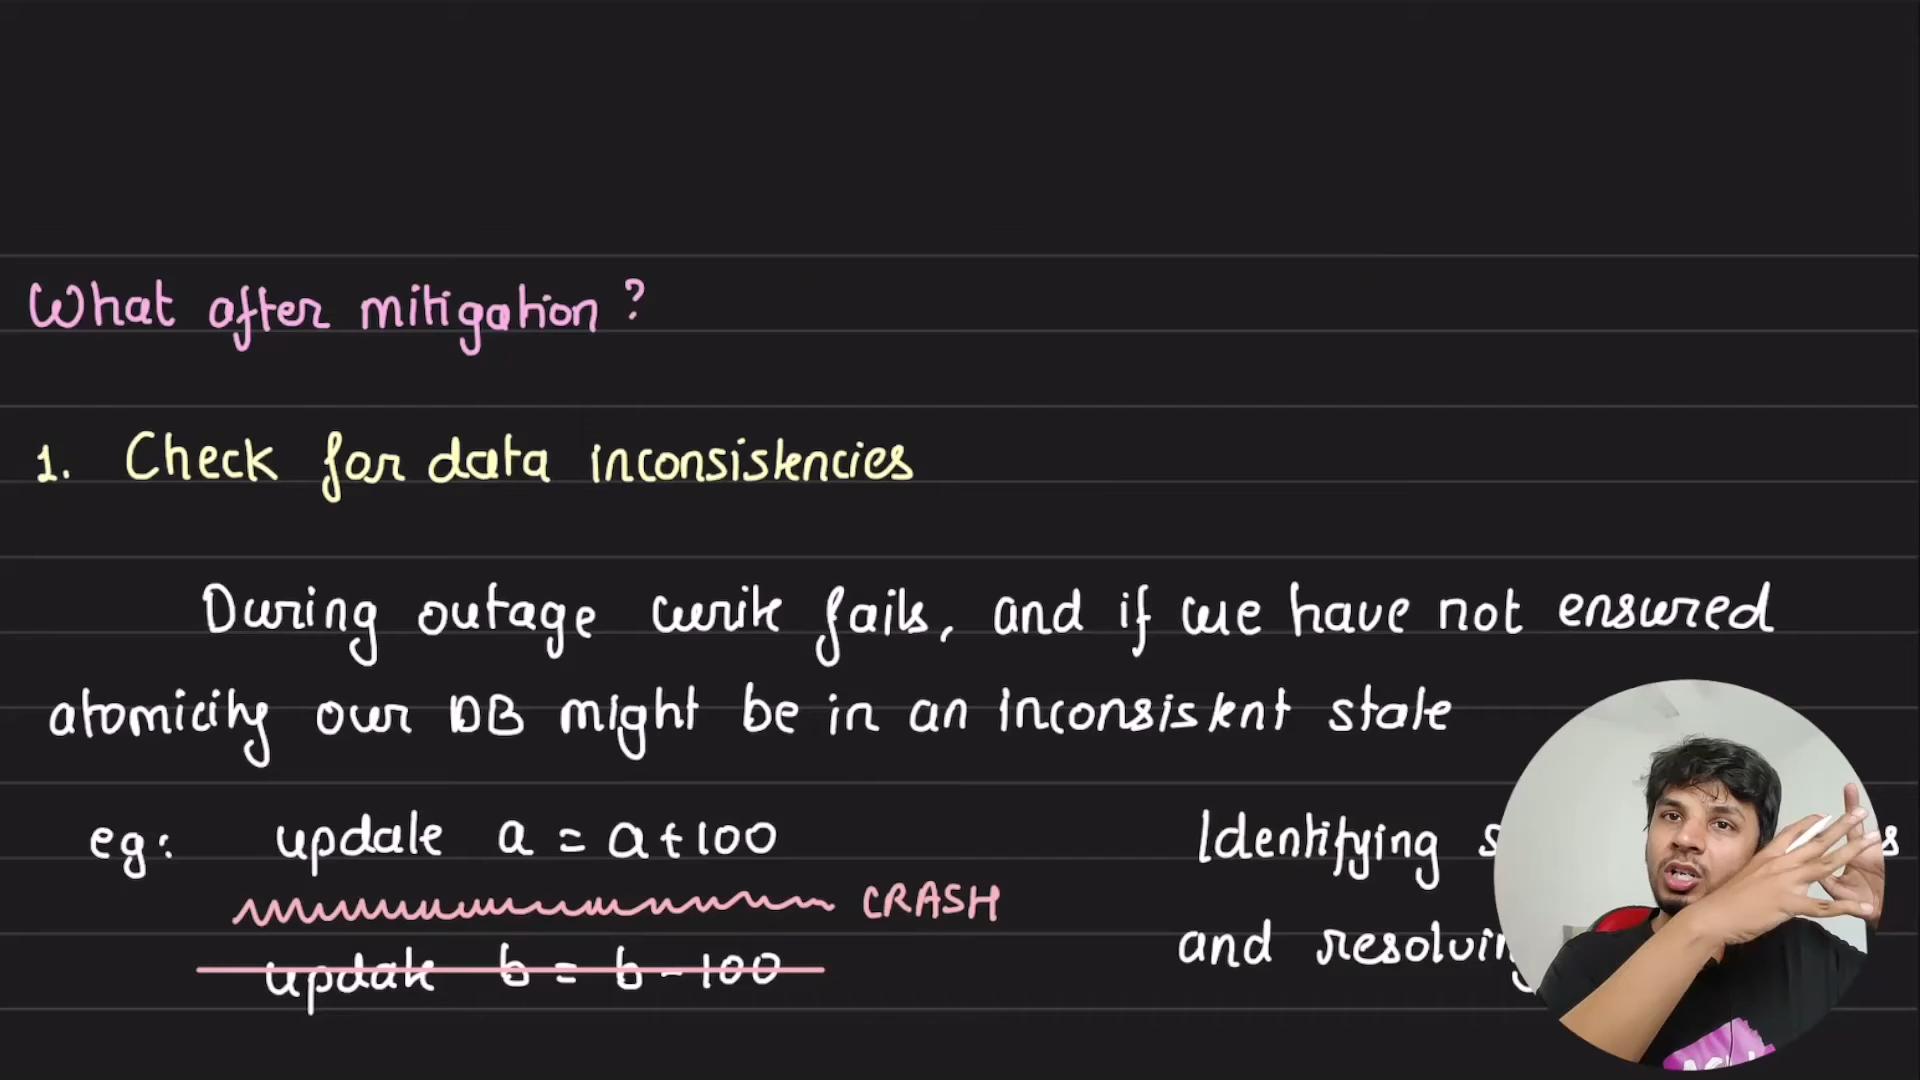 What after mitigation ?
1. Check for data inconsistencies
During outage write fails, and if we have not ensured
atomicity our DB might be in an inconsistent state
eg: update a = a + 100
CRASH
update b = b - 100
Identifying
and resolving